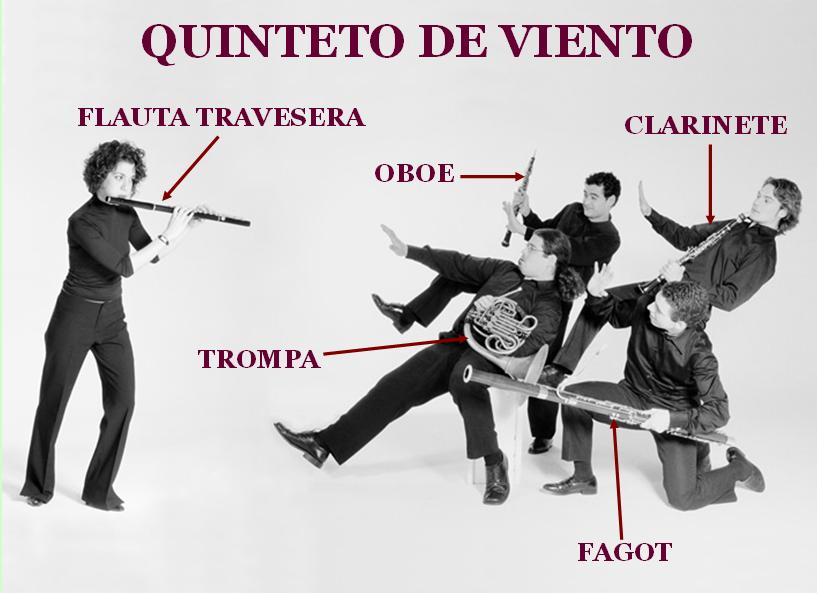 QUINTETO DE VIENTO
FLAUTA TRAVESERA
CLARINETE
OBOE
TROMPA
FAGOT